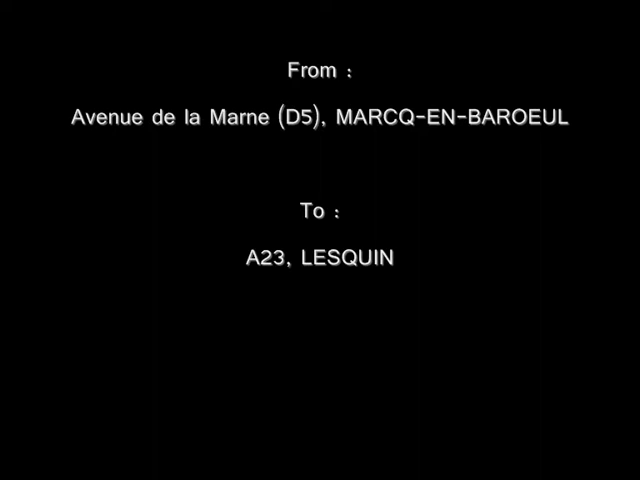 From :
Avenue de la Marne (D5), MARCQ-EN-BAROEUL
To :
A23, LESQUIN